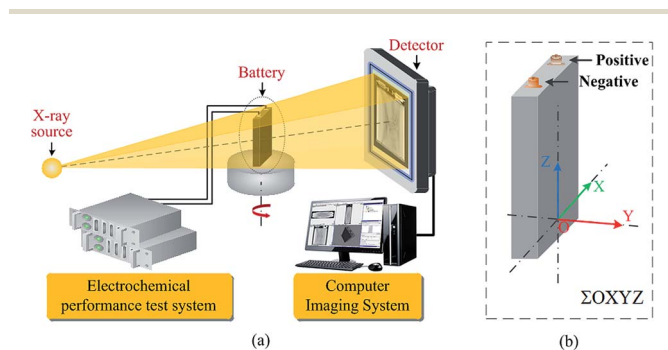 Detector
Battery
X-ray
source
Electrochemical
performance test system
Computer
Imaging System
(a)
Positive
Negative
Z
X
Y
O
ΣOXYZ
(b)